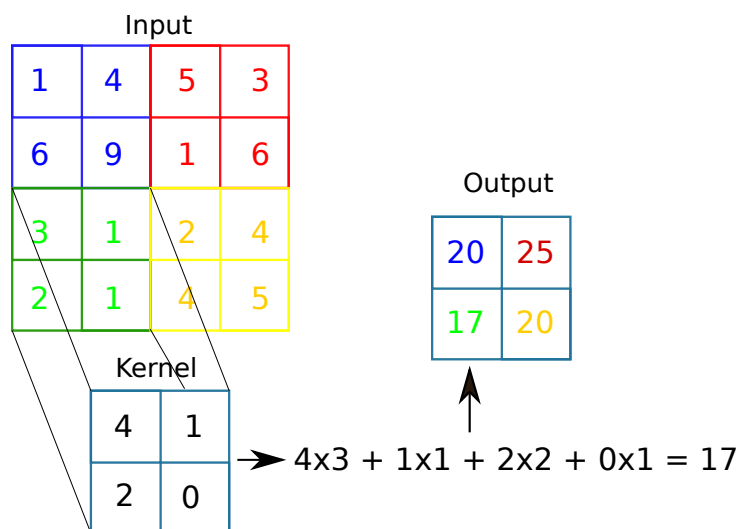 Input
1 4 5 3
6 9 1 6
3 1 2 4
2 1 4 5
Output
20 25
17 20
Kernel
4 1
2 0
4x3 + 1x1 + 2x2 + 0x1 = 17